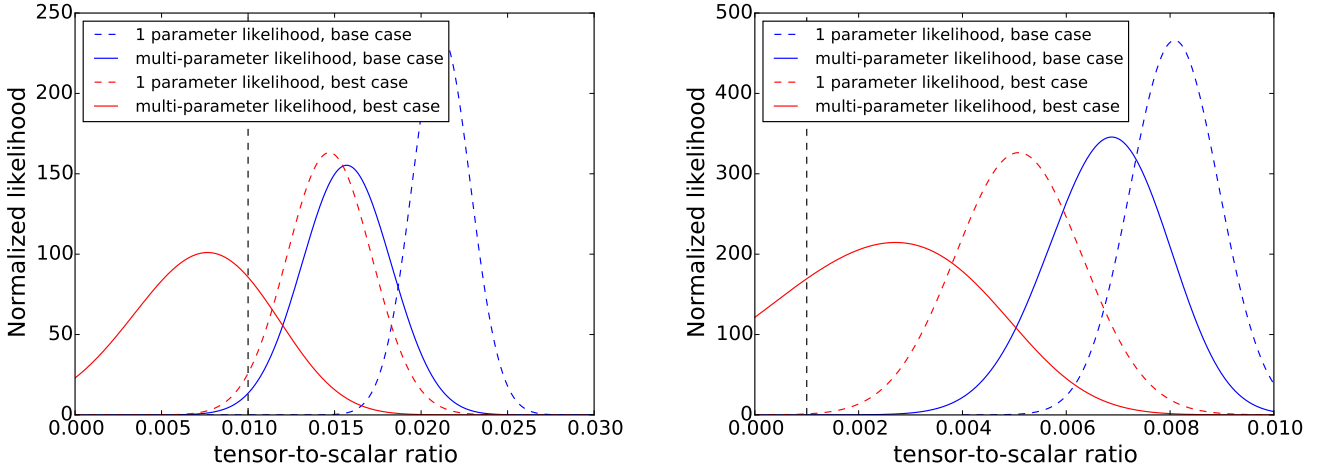 250
200
150
100
50
0
Normalized likelihood
1 parameter likelihood, base case
multi-parameter likelihood, base case
1 parameter likelihood, best case
multi-parameter likelihood, best case
0.000 0.005 0.010 0.015 0.020 0.025 0.030
tensor-to-scalar ratio
500
400
300
200
100
0
Normalized likelihood
1 parameter likelihood, base case
multi-parameter likelihood, base case
1 parameter likelihood, best case
multi-parameter likelihood, best case
0.000 0.002 0.004 0.006 0.008 0.010
tensor-to-scalar ratio